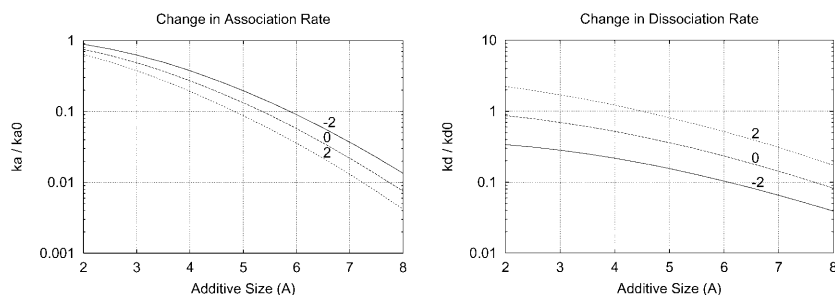 Change in Association Rate
1
0.1
0.01
0.001
ka / ka0
-2
0
2
2 3 4 5 6 7 8
Additive Size (A)
Change in Dissociation Rate
10
1
0.1
0.01
kd / kd0
2
0
-2
2 3 4 5 6 7 8
Additive Size (A)